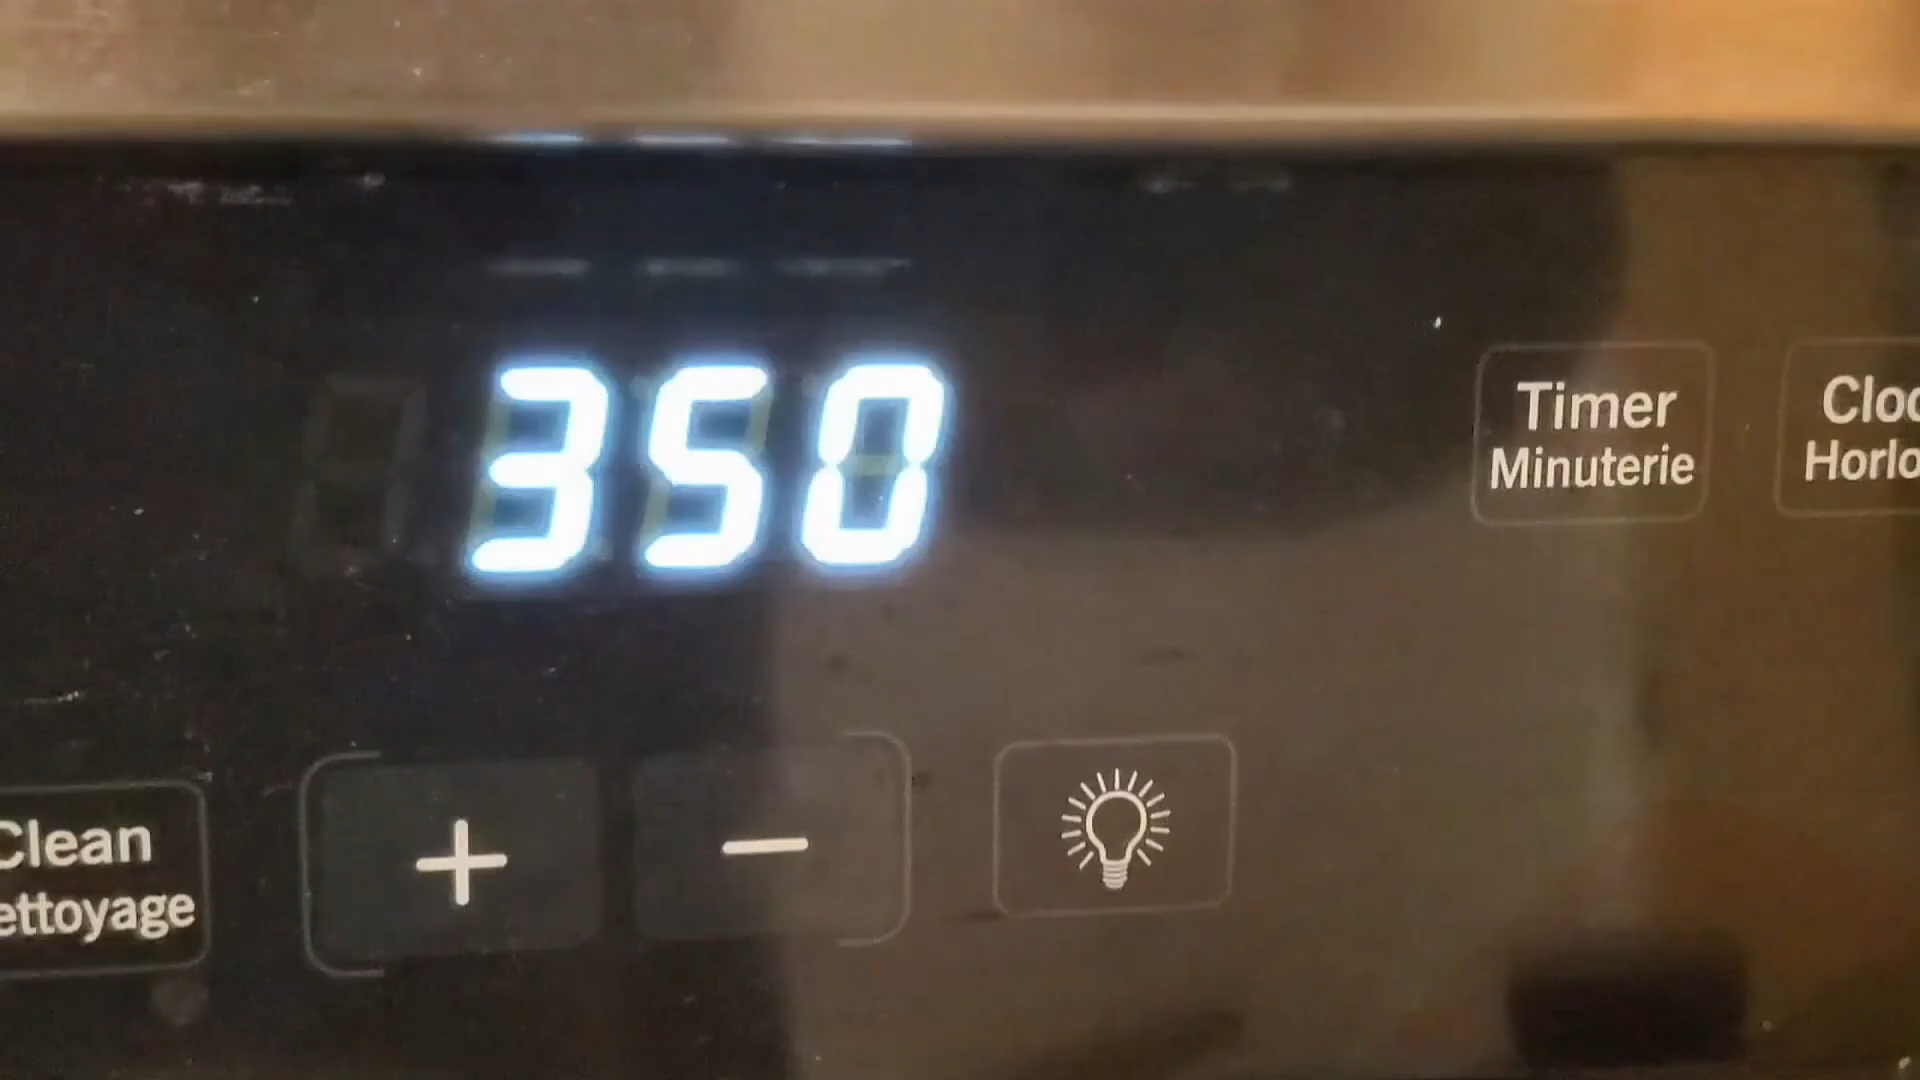 350
Timer
Minuterie
Cloc
Horlo
Clean
ettoyage
+
−